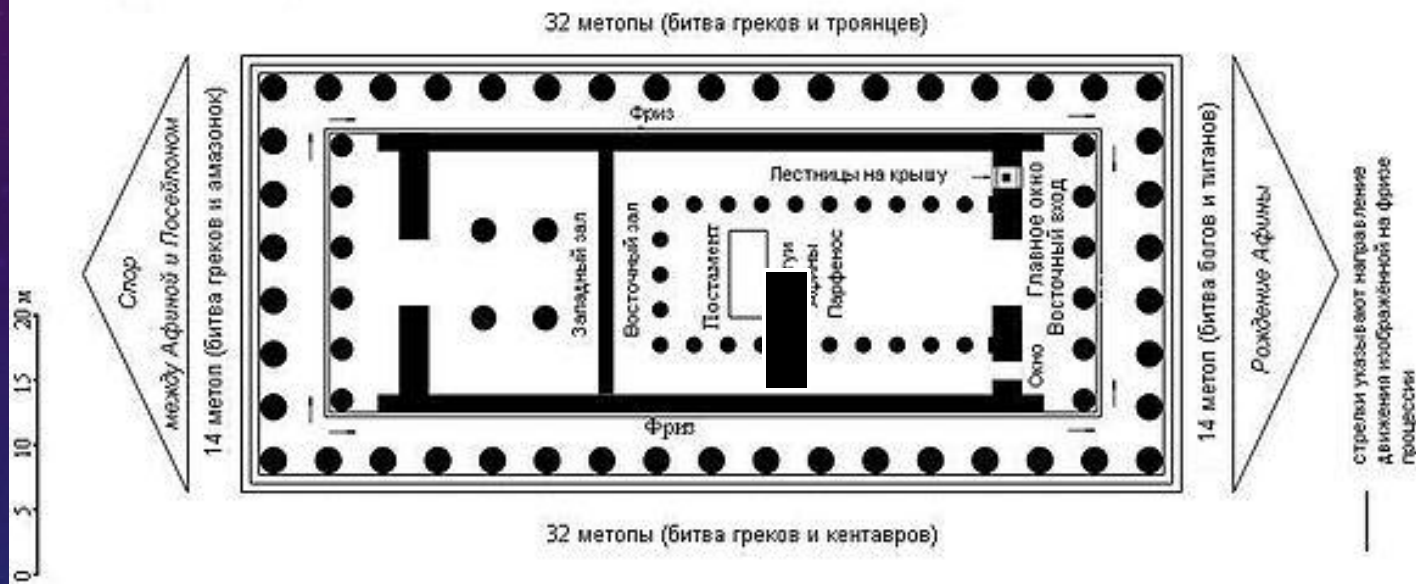 32 метопы (битва греков и троянцев)
Спор
между Афиной и Посейпоном
14 метоп (битва греков и амазонок)
Фриз
Лестницы на крышу
Западный зал
Восточный зал
Постамент
Парфенос
Главное окно
Восточный вход
Окно
Фриз
14 метоп (битва богов и титанов)
Рождение Афины
стрелки указывают направление
движения изображенной на фризе
процессии
0 5 10 15 20 м
32 метопы (битва греков и кентавров)